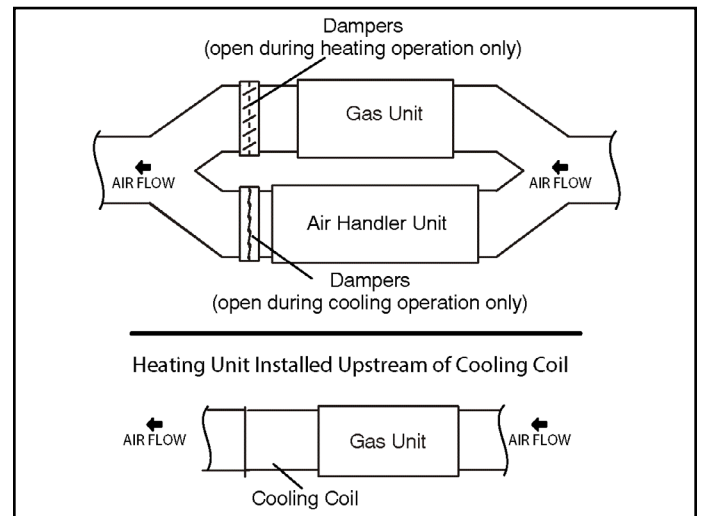 Dampers
(open during heating operation only)
Gas Unit
AIR FLOW
AIR FLOW
Air Handler Unit
Dampers
(open during cooling operation only)
Heating Unit Installed Upstream of Cooling Coil
AIR FLOW
Gas Unit
AIR FLOW
Cooling Coil